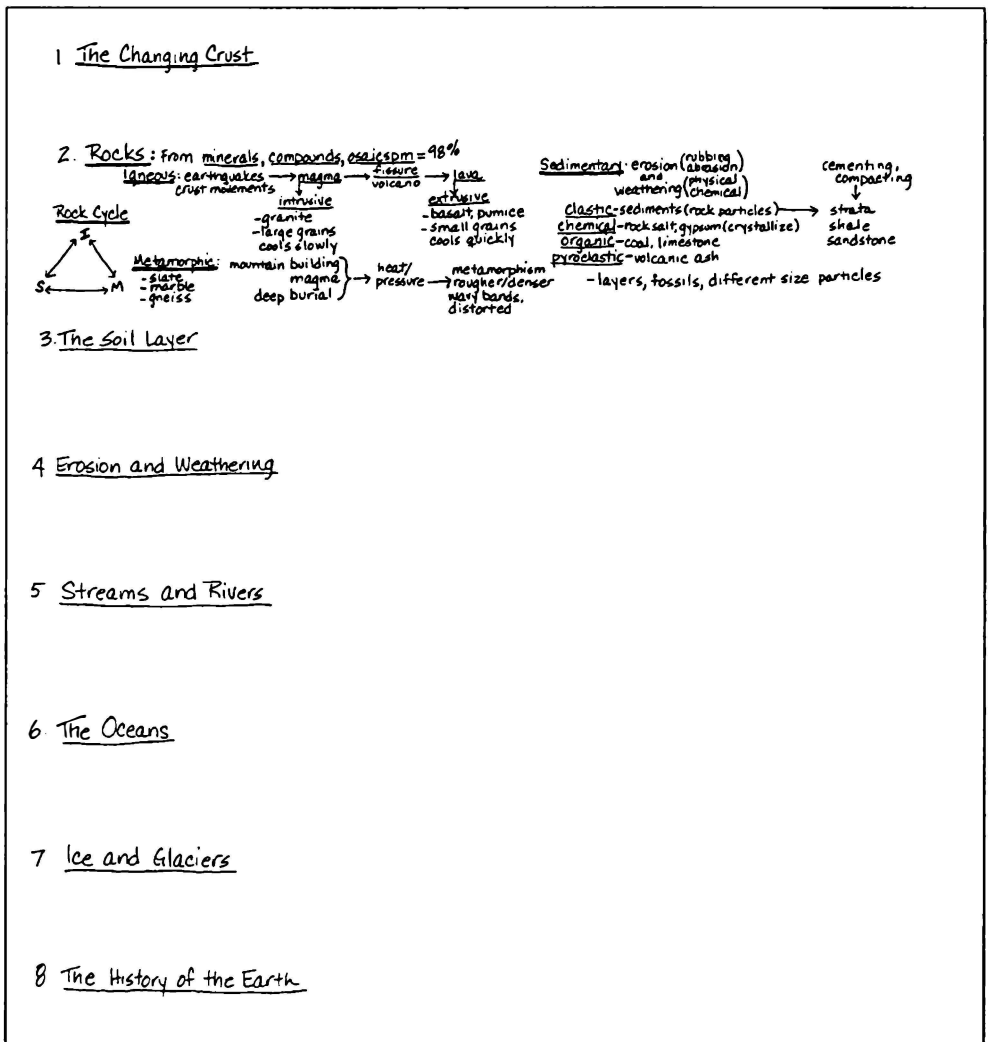 1 The Changing Crust
2. Rocks: From minerals, compounds, osaicspm = 98%
Igneous: earthquakes → magma → fissure → lava
crust movements volcano
intrusive
-granite
-large grains
cools slowly
extrusive
-basalt, pumice
-small grains
cools quickly
Rock Cycle
I
S M
Metamorphic: mountain building
-slate magma
-marble deep burial
-gneiss
→ heat/
pressure → metamorphism
rougher/denser
wavy bands,
distorted
Sedimentary: erosion (rubbing
abrasion)
and
weathering (physical
chemical)
clastic-sediments (rock particles) →
chemical-rock salt, gypsum (crystallize)
organic-coal, limestone
pyroclastic-volcanic ash
cementing,
compacting
↓
strata
shale
sandstone
-layers, fossils, different size particles
3. The Soil Layer
4 Erosion and Weathering
5 Streams and Rivers
6. The Oceans
7 Ice and Glaciers
8 The History of the Earth